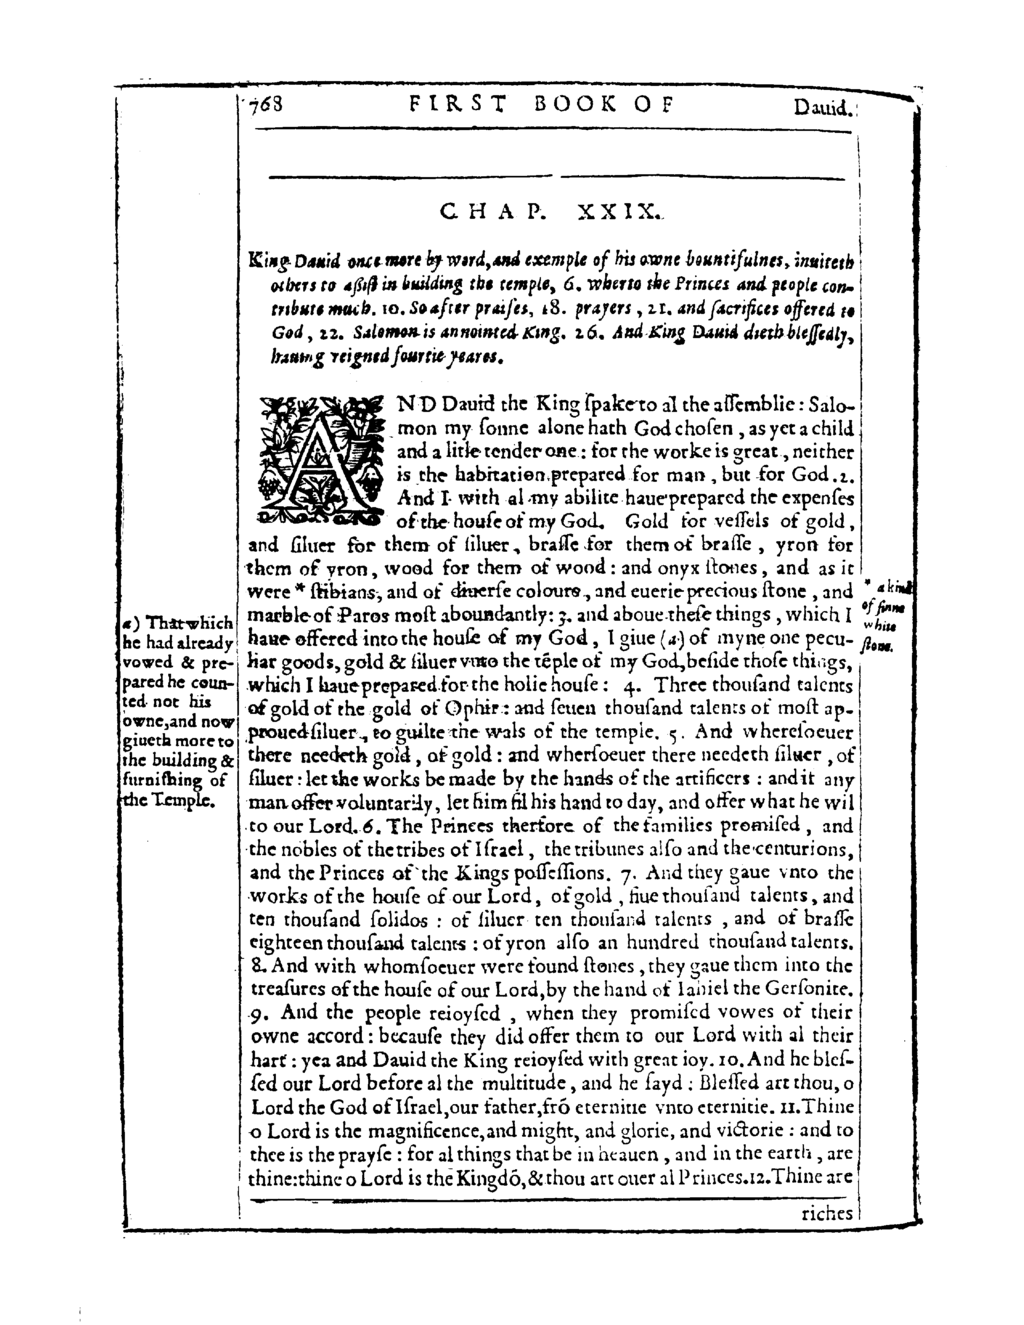 768 FIRST BOOK OF Dauid.
CHAP. XXIX.
King Dauid once more by word, and exemple of his owne bountifulnes, inuiteth
others to aſsiſt in building the temple, 6. wherto the Princes and people con-
tribute much. 10. So after praiſes, 18. prayers, 21. and ſacrifices offered to
God, 22. Salomon is annointed King. 26. And King Dauid dieth bleſſedly,
hauing reigned fourtie yeares.
AND Dauid the King ſpake to al the aſſemblie: Salo-
mon my ſonne alone hath God choſen, as yet a child
and a litle tender one: for the worke is great, neither
is the habitation prepared for man, but for God. 2.
And I with al my abilitie haue prepared the expenſes
of the houſe of my God. Gold for veſſels of gold,
and ſiluer for them of ſiluer, braſſe for them of braſſe, yron for
them of yron, wood for them of wood: and onyx ſtones, and as it
were * ſtibians, and of diuerſe colours, and euerie precious ſtone, and
marble of Paros moſt aboundantly: 3. and aboue theſe things, which I
haue offered into the houſe of my God, I giue (a) of myne one pecu-
liar goods, gold & ſiluer vnto the tẽple of my God, beſide thoſe things,
which I haue prepared for the holie houſe: 4. Three thouſand talents
of gold of the gold of Ophir: and ſeuen thouſand talents of moſt ap-
proued ſiluer, to guilte the wals of the temple. 5. And wherſoeuer
there needeth gold, of gold: and wherſoeuer there needeth ſiluer, of
ſiluer: let the works be made by the hands of the artificers: and it any
man offer voluntarily, let him fil his hand to day, and offer what he wil
to our Lord. 6. The Princes therfore of the families promiſed, and
the nobles of the tribes of Iſrael, the tribunes alſo and the centurions,
and the Princes of the Kings poſſeſſions. 7. And they gaue vnto the
works of the houſe of our Lord, of gold, fiue thouſand talents, and
ten thouſand ſolidos: of ſiluer ten thouſand talents, and of braſſe
eighteen thouſand talents: of yron alſo an hundred thouſand talents.
8. And with whomſoeuer were found ſtones, they gaue them into the
treaſures of the houſe of our Lord, by the hand of Iahiel the Gerſonite.
9. And the people reioyſed, when they promiſed vowes of their
owne accord: becauſe they did offer them to our Lord with al their
hart: yea and Dauid the King reioyſed with great ioy. 10. And he bleſ-
ſed our Lord before al the multitude, and he ſayd: Bleſſed art thou, o
Lord the God of Iſrael, our father, frõ eternitie vnto eternitie. 11. Thine
o Lord is the magnificence, and might, and glorie, and victorie: and to
thee is the prayſe: for al things that be in heauen, and in the earth, are
thine: thine o Lord is the Kingdõ, & thou art ouer al Princes. 12. Thine are
riches
a) That which
he had already
vowed & pre-
pared he coun-
ted not his
owne, and now
giueth more to
the building &
furniſhing of
the Temple.
* a kind
of finne
white
ſtone.